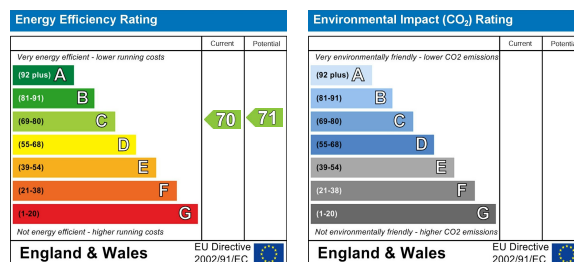 Energy Efficiency Rating
Current Potential
Very energy efficient - lower running costs
(92 plus) A
(81-91) B
(69-80) C
(55-68) D
(39-54) E
(21-38) F
(1-20) G
70 71
Not energy efficient - higher running costs
England & Wales
EU Directive
2002/91/EC
Environmental Impact (CO2) Rating
Current Potential
Very environmentally friendly - lower CO2 emissions
(92 plus) A
(81-91) B
(69-80) C
(55-68) D
(39-54) E
(21-38) F
(1-20) G
Not environmentally friendly - higher CO2 emissions
England & Wales
EU Directive
2002/91/EC